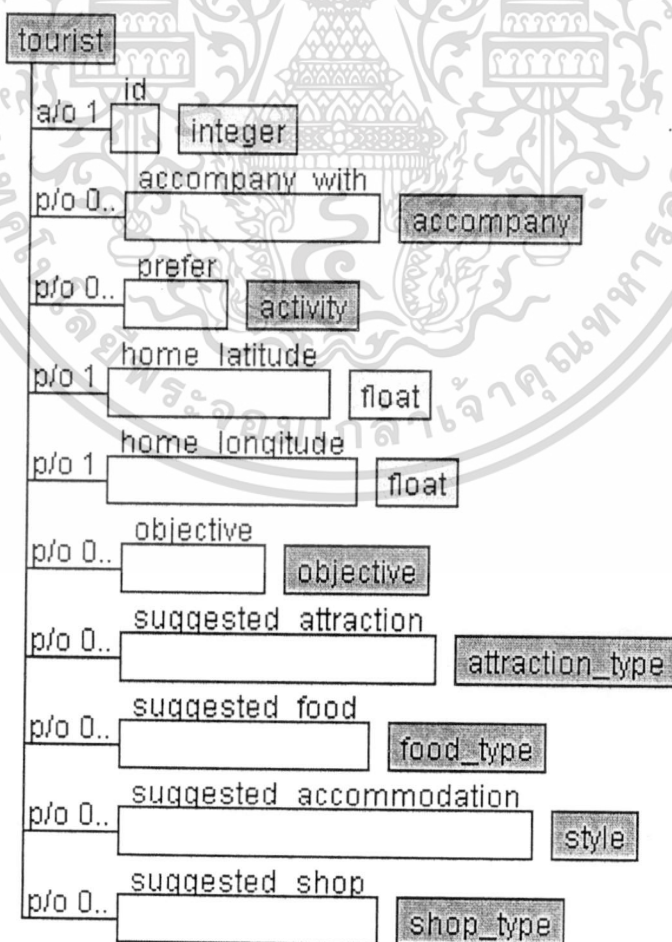 tourist
a/o 1 id integer
p/o 0.. accompany with accompany
p/o 0.. prefer activity
p/o 1 home latitude float
p/o 1 home longitude float
p/o 0.. objective objective
p/o 0.. suggested attraction attraction_type
p/o 0.. suggested food food_type
p/o 0.. suggested accommodation style
p/o 0.. suggested shop shop_type